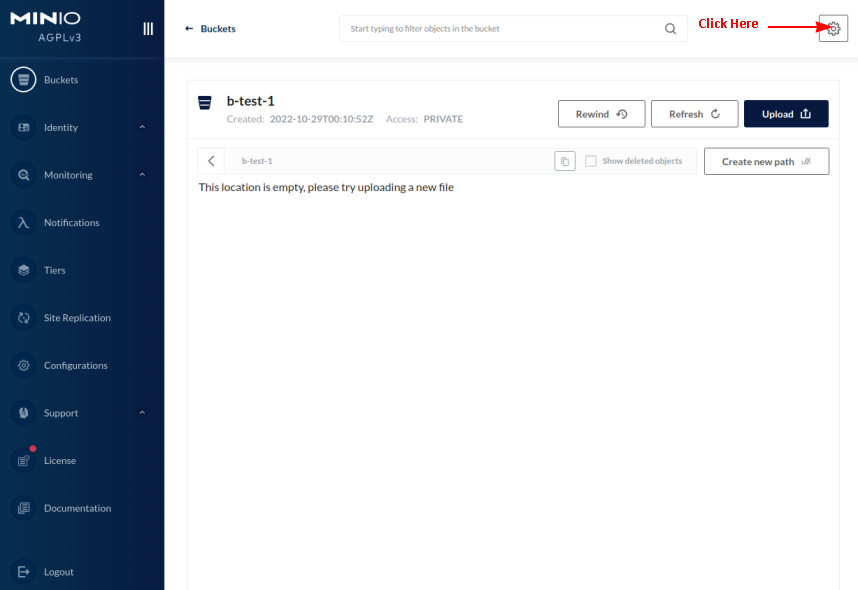 MINIO
AGPLv3
Buckets
Identity
Monitoring
Notifications
Tiers
Site Replication
Configurations
Support
License
Documentation
Logout
← Buckets
Start typing to filter objects in the bucket
Click Here
b-test-1
Created: 2022-10-29T00:10:52Z Access: PRIVATE
Rewind
Refresh
Upload
b-test-1
Show deleted objects
Create new path
This location is empty, please try uploading a new file